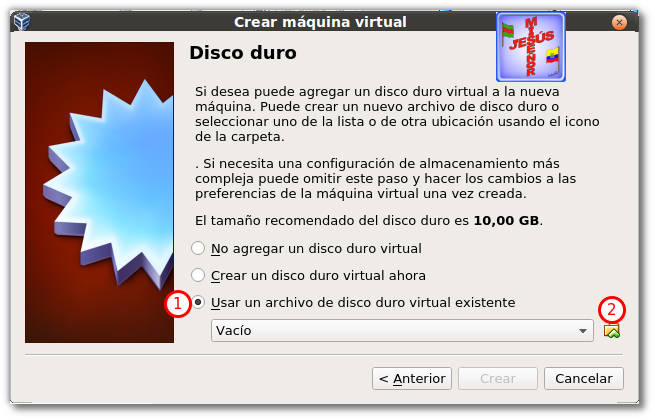 Crear máquina virtual
MISENOR
JESÚS
Disco duro
Si desea puede agregar un disco duro virtual a la nueva
máquina. Puede crear un nuevo archivo de disco duro o
seleccionar uno de la lista o de otra ubicación usando el icono
de la carpeta.
. Si necesita una configuración de almacenamiento más
compleja puede omitir este paso y hacer los cambios a las
preferencias de la máquina virtual una vez creada.
El tamaño recomendado del disco duro es 10,00 GB.
No agregar un disco duro virtual
Crear un disco duro virtual ahora
1
Usar un archivo de disco duro virtual existente
2
Vacío
< Anterior
Crear
Cancelar